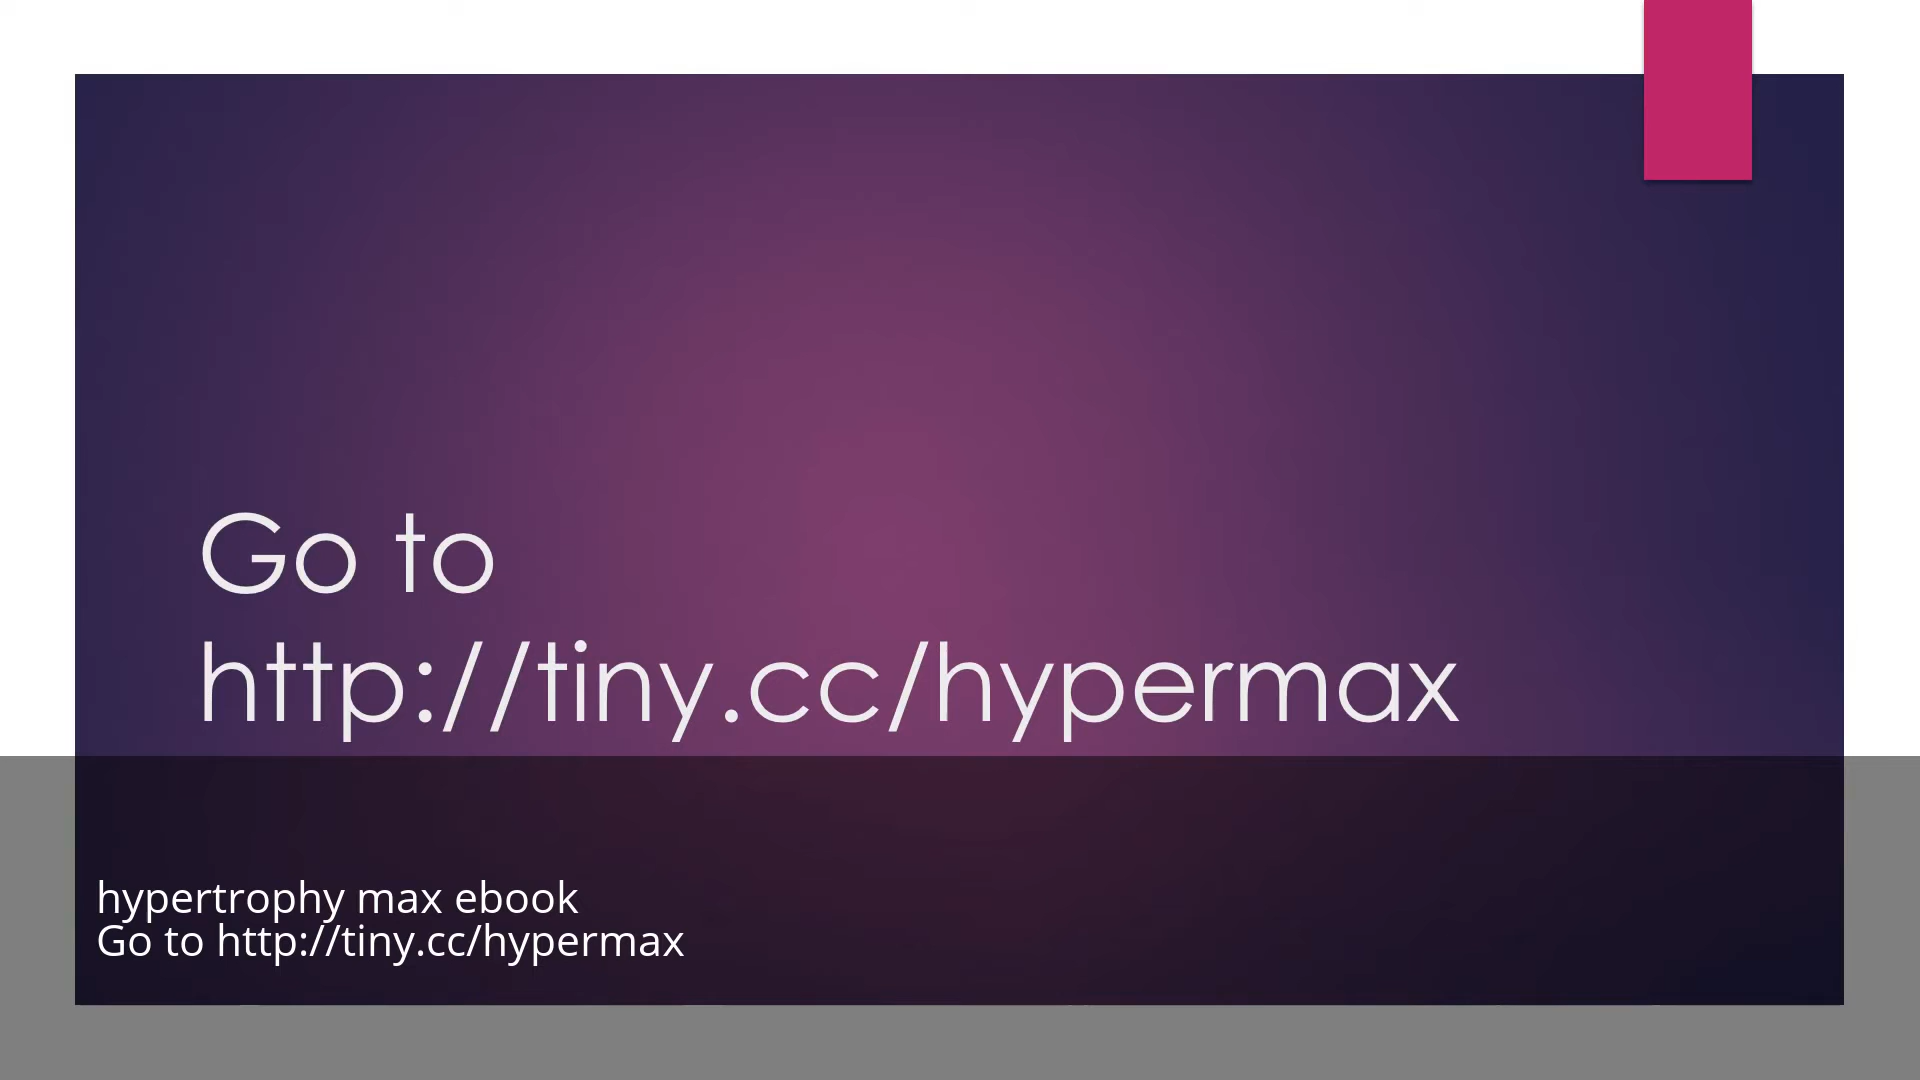 Go to
http://tiny.cc/hypermax
hypertrophy max ebook
Go to http://tiny.cc/hypermax